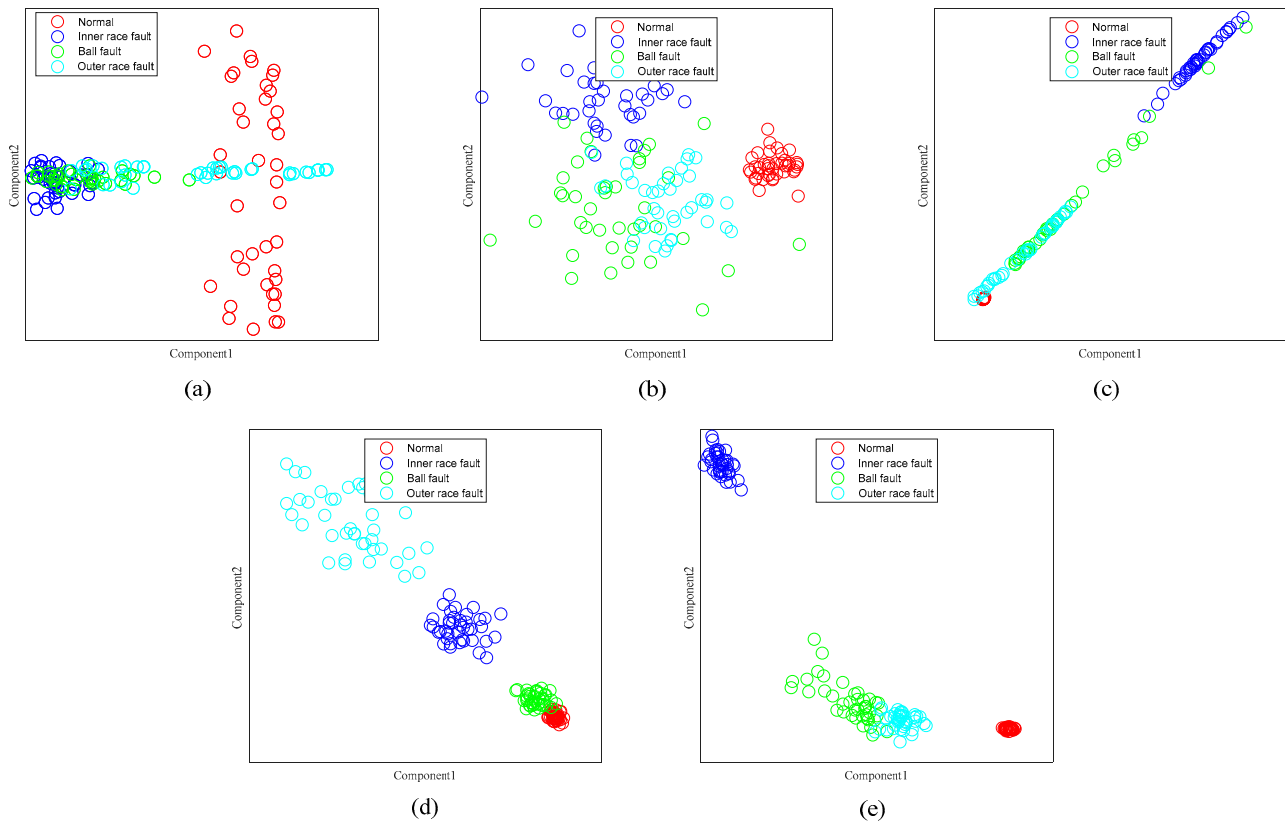 Normal
Inner race fault
Ball fault
Outer race fault
Component2
Component1
(a)
Normal
Inner race fault
Ball fault
Outer race fault
Component2
Component1
(b)
Normal
Inner race fault
Ball fault
Outer race fault
Component2
Component1
(c)
Normal
Inner race fault
Ball fault
Outer race fault
Component2
Component1
(d)
Normal
Inner race fault
Ball fault
Outer race fault
Component2
Component1
(e)